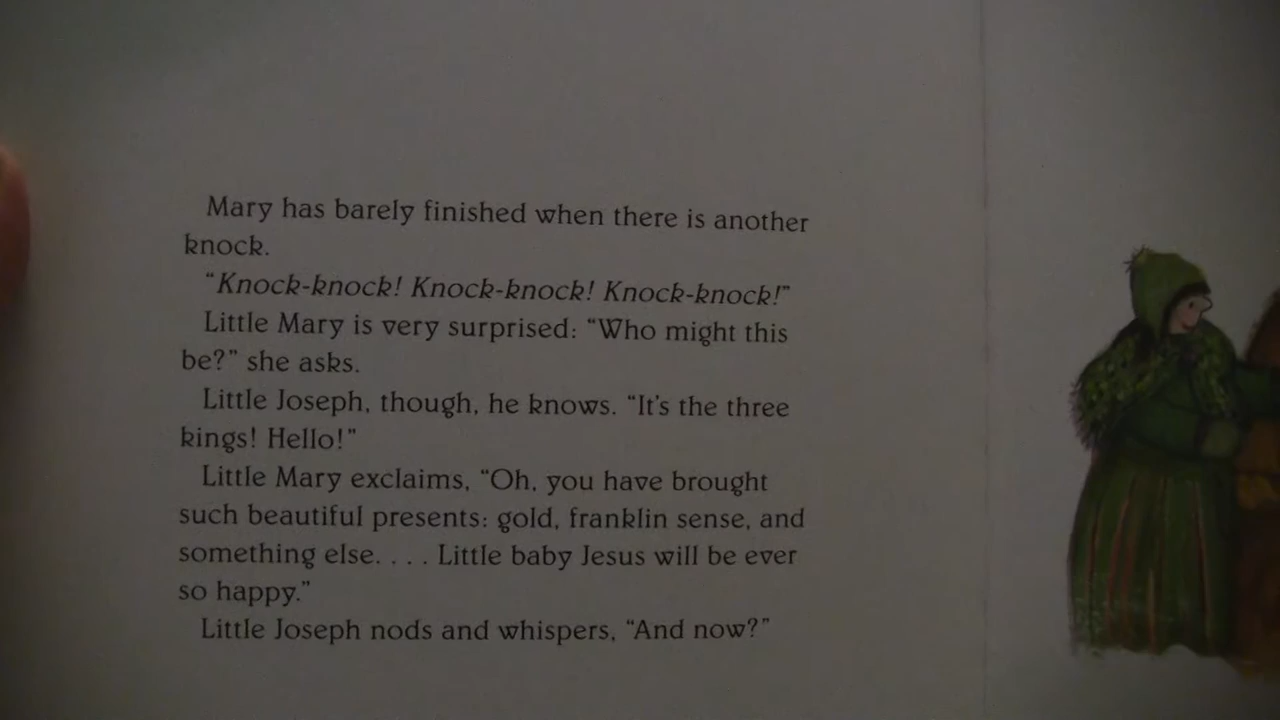 Mary has barely finished when there is another
knock.
“Knock-knock! Knock-knock! Knock-knock!”
Little Mary is very surprised: “Who might this
be?” she asks.
Little Joseph, though, he knows. “It’s the three
kings! Hello!”
Little Mary exclaims, “Oh, you have brought
such beautiful presents: gold, franklin sense, and
something else. . . . Little baby Jesus will be ever
so happy.”
Little Joseph nods and whispers, “And now?”